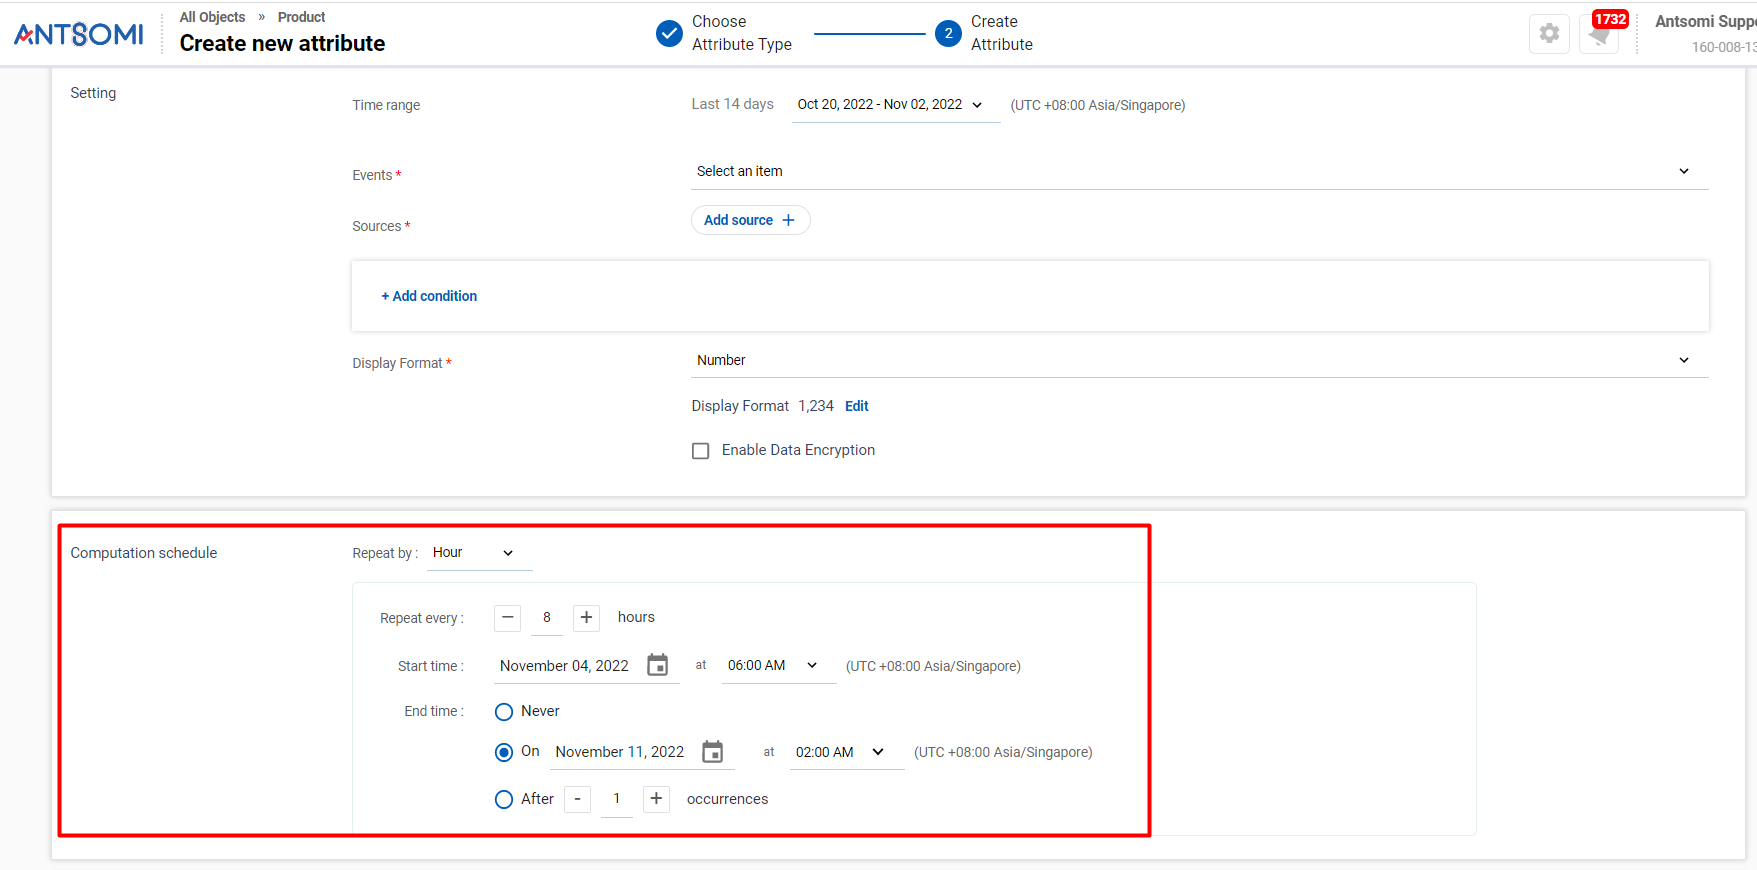 ANTSOMI
All Objects » Product
Create new attribute
Choose
Attribute Type
2
Create
Attribute
1732
Antsomi Suppo
160-008-13
Setting
Time range
Last 14 days
Oct 20, 2022 - Nov 02, 2022
(UTC +08:00 Asia/Singapore)
Events *
Select an item
Sources *
Add source +
+ Add condition
Display Format *
Number
Display Format 1,234 Edit
Enable Data Encryption
Computation schedule
Repeat by : Hour
Repeat every : − 8 + hours
Start time : November 04, 2022 at 06:00 AM (UTC +08:00 Asia/Singapore)
End time : Never
On November 11, 2022 at 02:00 AM (UTC +08:00 Asia/Singapore)
After - 1 + occurrences